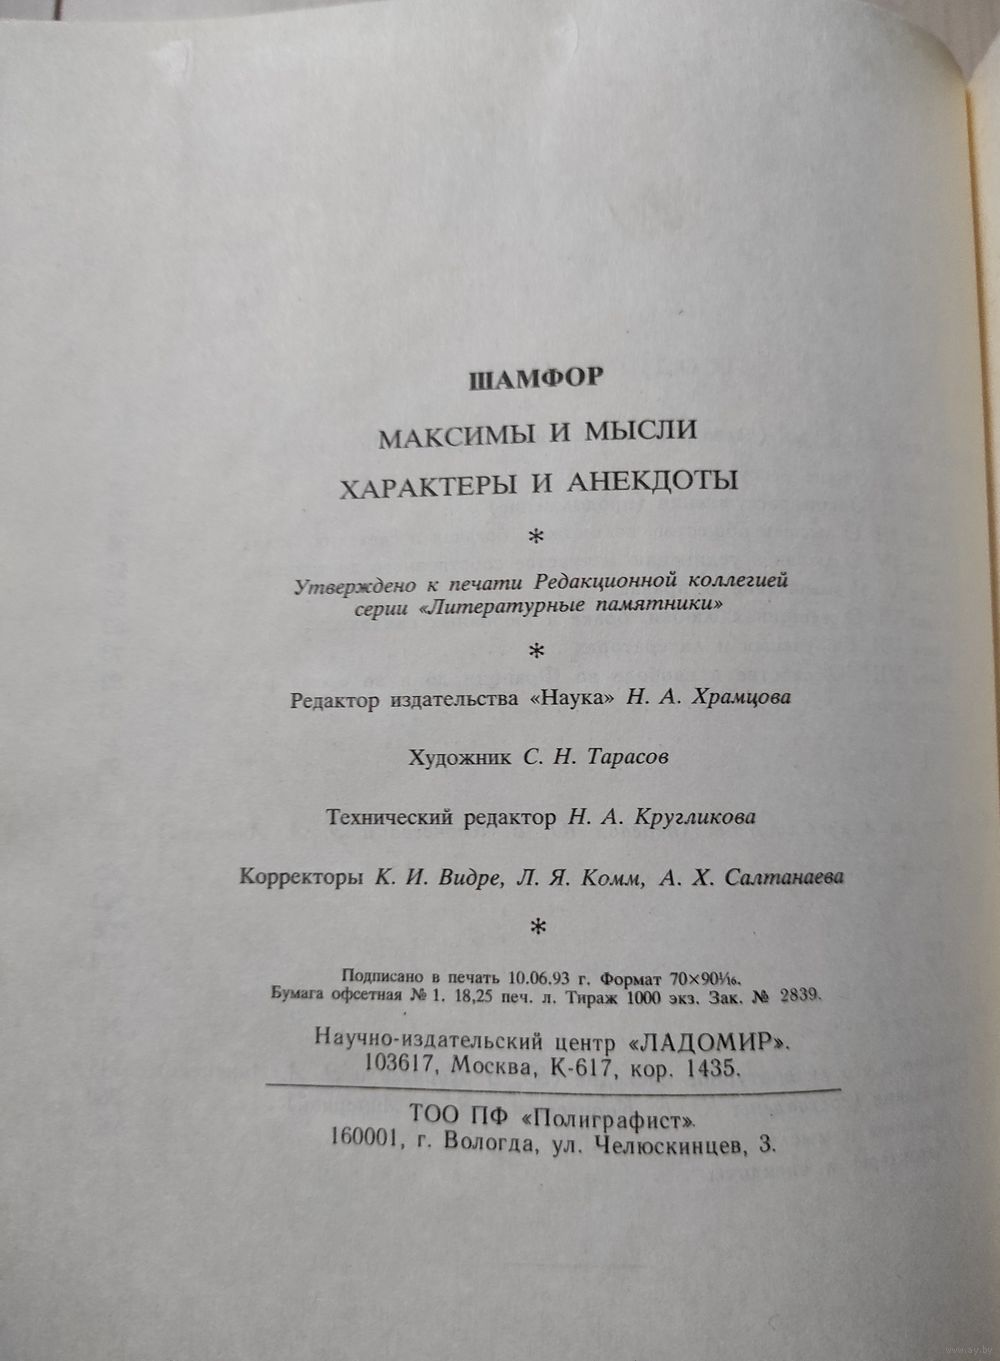 ШАМФОР
МАКСИМЫ И МЫСЛИ
ХАРАКТЕРЫ И АНЕКДОТЫ
*
Утверждено к печати Редакционной коллегией
серии «Литературные памятники»
*
Редактор издательства «Наука» Н. А. Храмцова
Художник С. Н. Тарасов
Технический редактор Н. А. Кругликова
Корректоры К. И. Видре, Л. Я. Комм, А. Х. Салтанаева
*
Подписано в печать 10.06.93 г. Формат 70×90¹⁄₁₆.
Бумага офсетная № 1. 18,25 печ. л. Тираж 1000 экз. Зак. № 2839.
Научно-издательский центр «ЛАДОМИР».
103617, Москва, К-617, кор. 1435.
ТОО ПФ «Полиграфист».
160001, г. Вологда, ул. Челюскинцев, 3.
www.ay.by